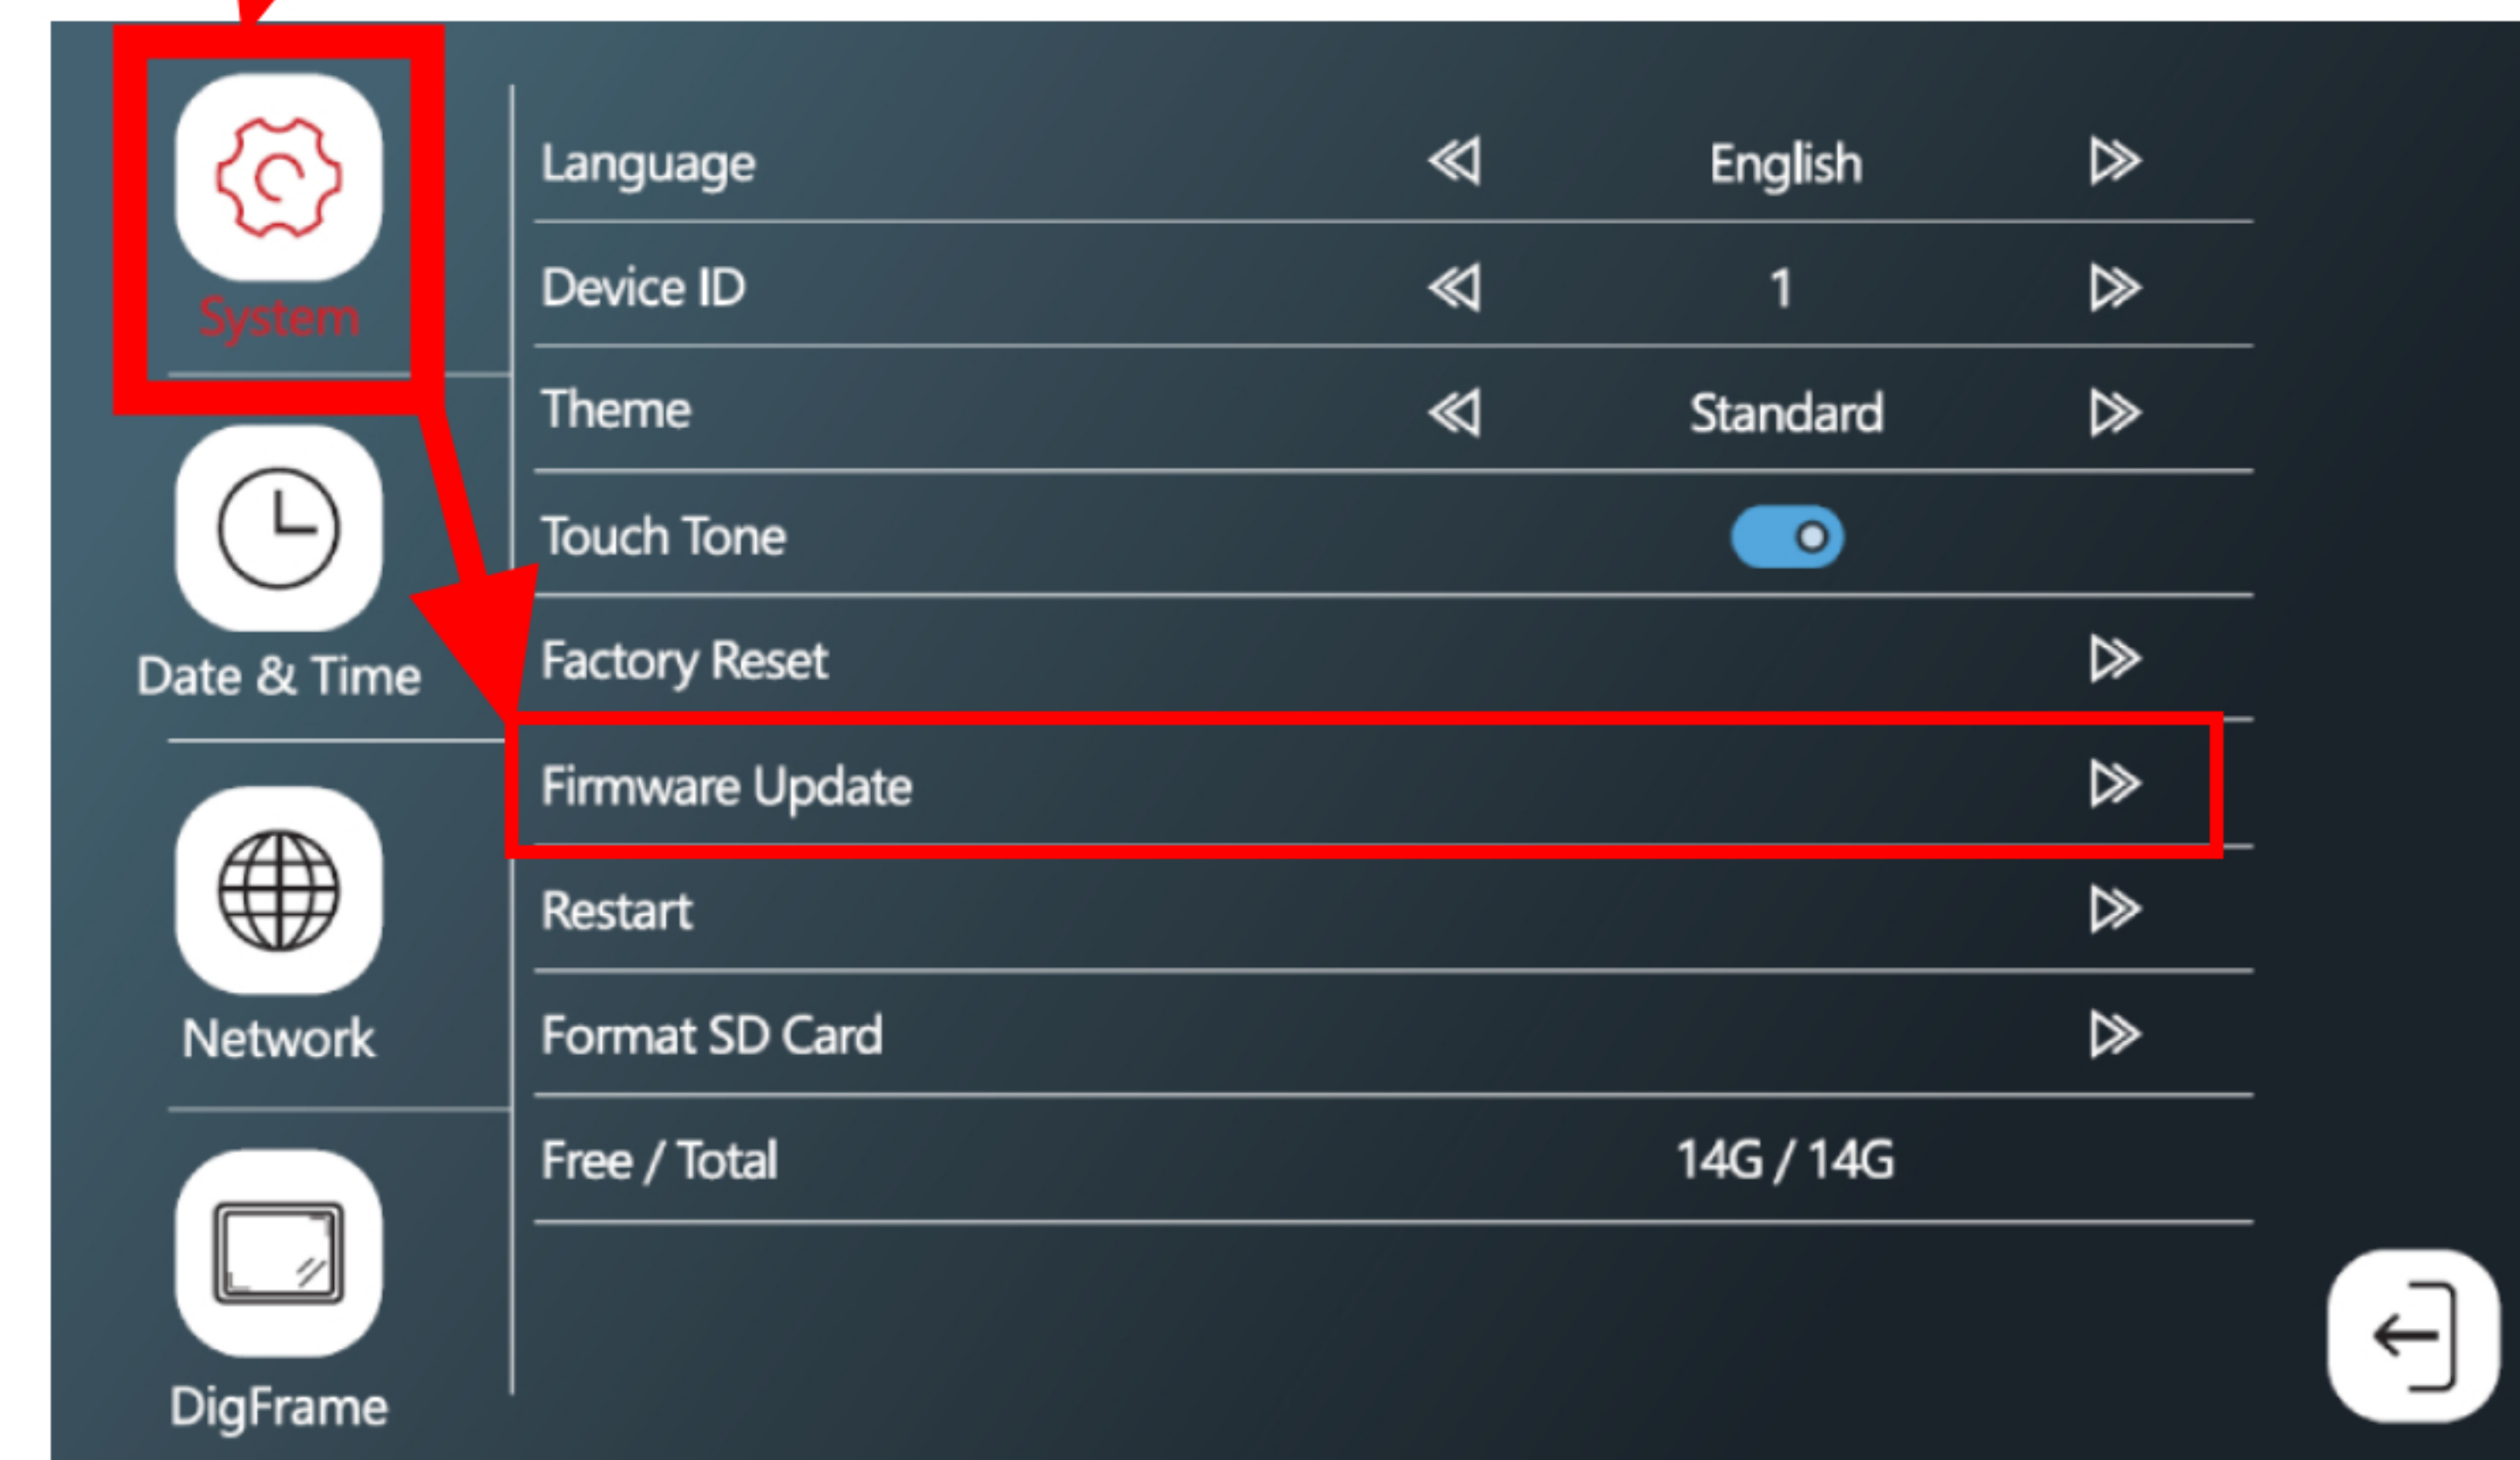 System
Date & Time
Network
DigFrame
Language English
Device ID 1
Theme Standard
Touch Tone
Factory Reset
Firmware Update
Restart
Format SD Card
Free / Total 14G / 14G